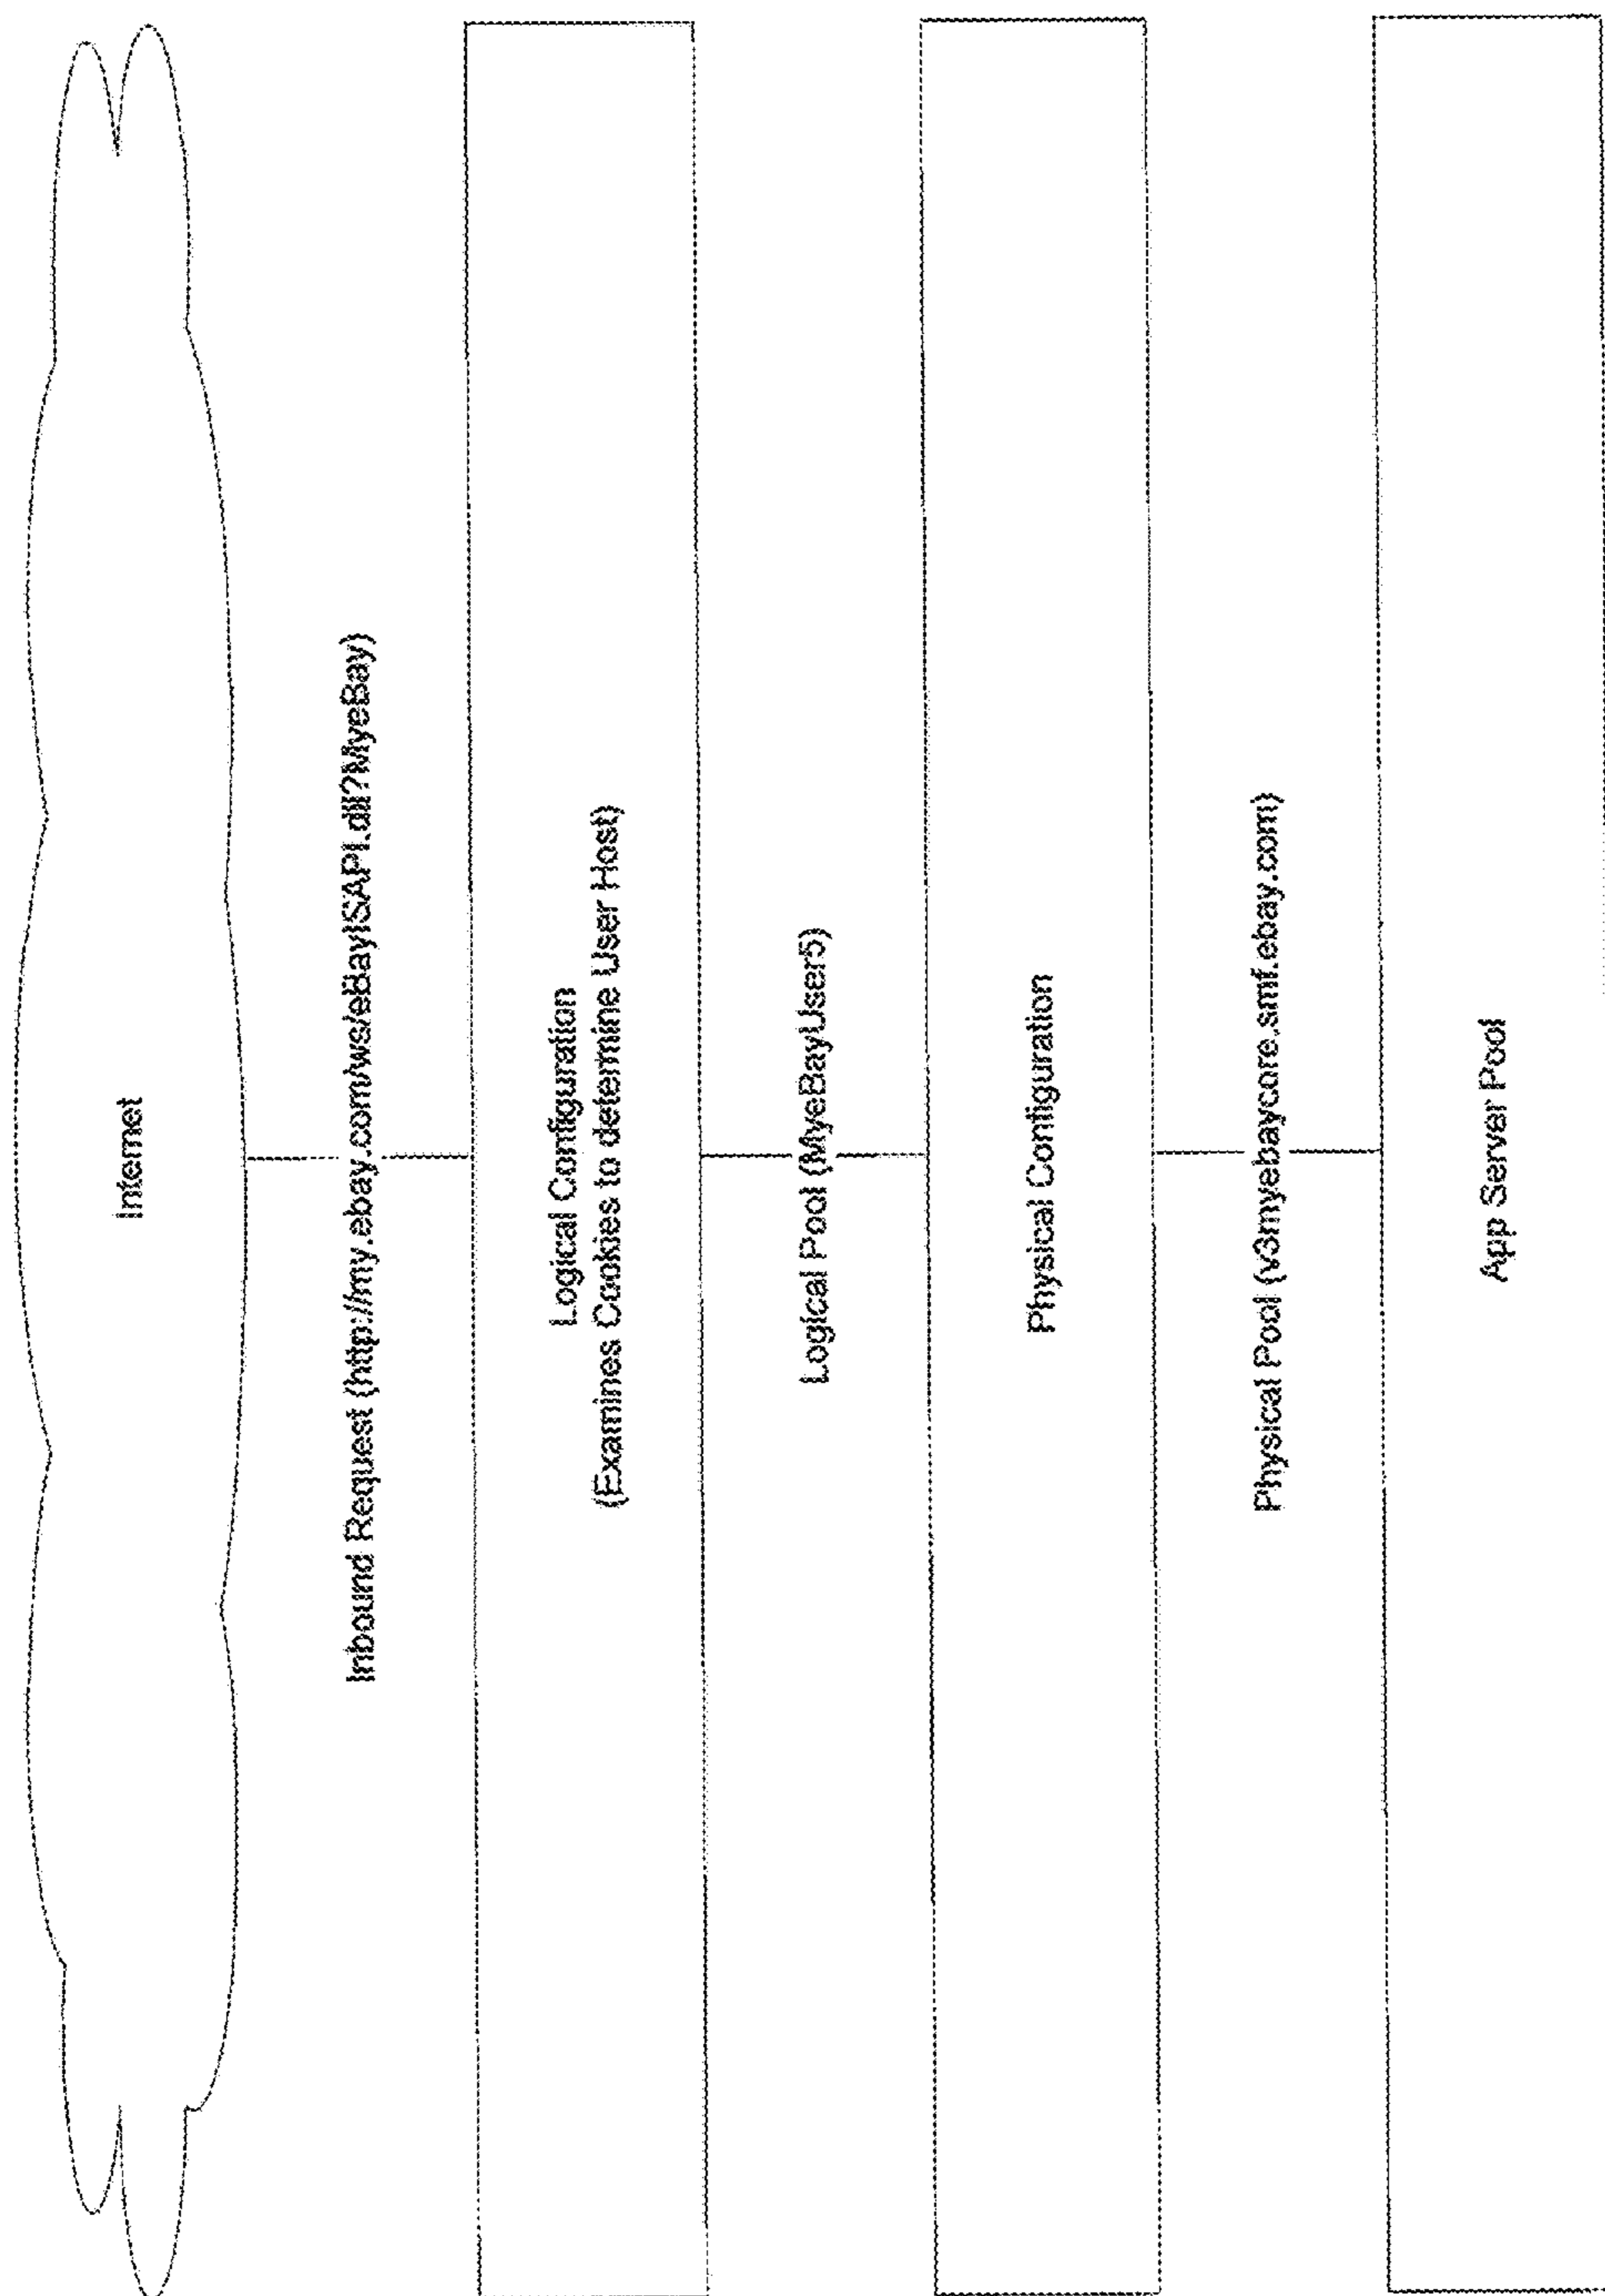 Internet
Inbound Request (http://my.ebay.com/ws/eBayISAPI.dll?MyeBay)
Logical Configuration
(Examines Cookies to determine User Host)
Logical Pool (MyeBayUser5)
Physical Configuration
Physical Pool (v3myebaycore.smf.ebay.com)
App Server Pool